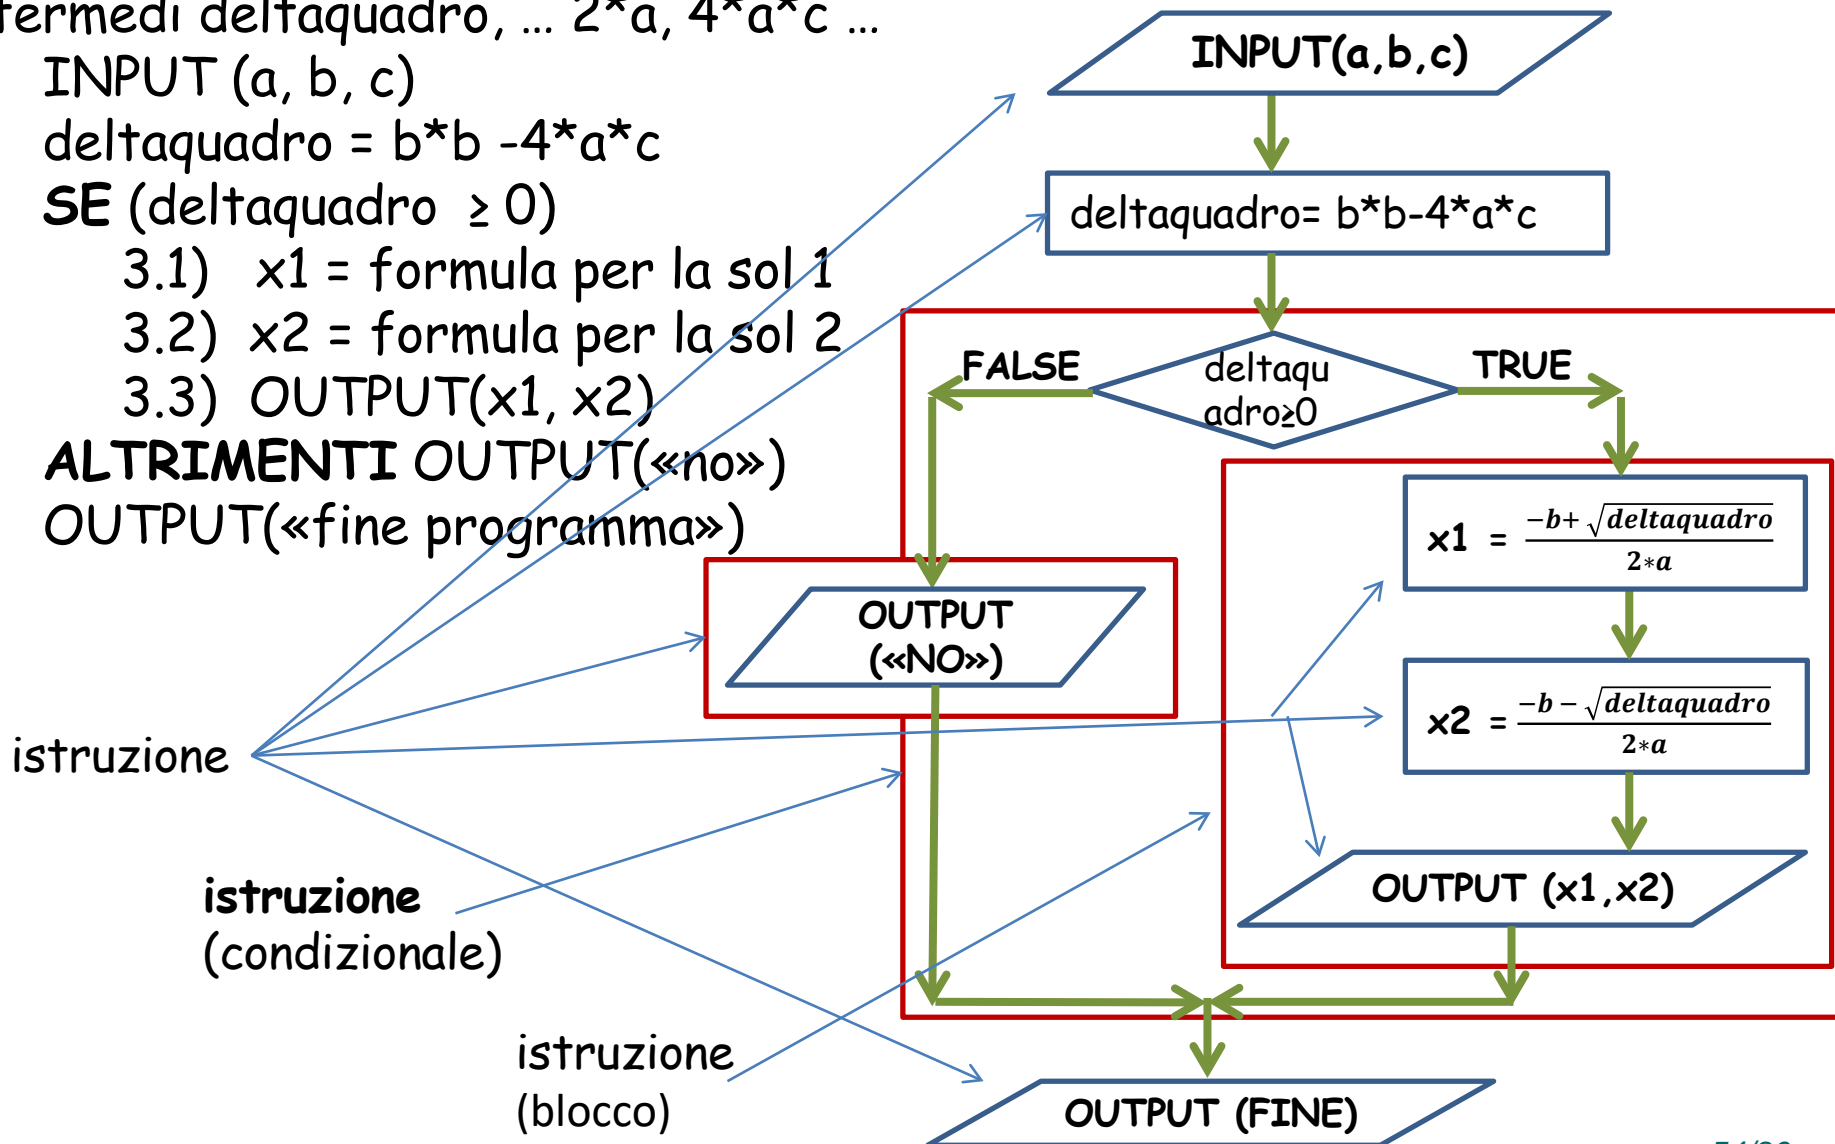 deltaquadro, ... 2*a, 4*a*c ...
INPUT (a, b, c)
deltaquadro = b*b -4*a*c
SE (deltaquadro ≥ 0)
3.1) x1 = formula per la sol 1
3.2) x2 = formula per la sol 2
3.3) OUTPUT(x1, x2)
ALTRIMENTI OUTPUT(«no»)
OUTPUT(«fine programma»)
istruzione
istruzione
(condizionale)
istruzione
(blocco)
INPUT(a,b,c)
deltaquadro= b*b-4*a*c
FALSE
deltaqu
adro≥0
TRUE
OUTPUT
(«NO»)
x1 = −b+ √deltaquadro
2∗a
x2 = −b − √deltaquadro
2∗a
OUTPUT (x1,x2)
OUTPUT (FINE)